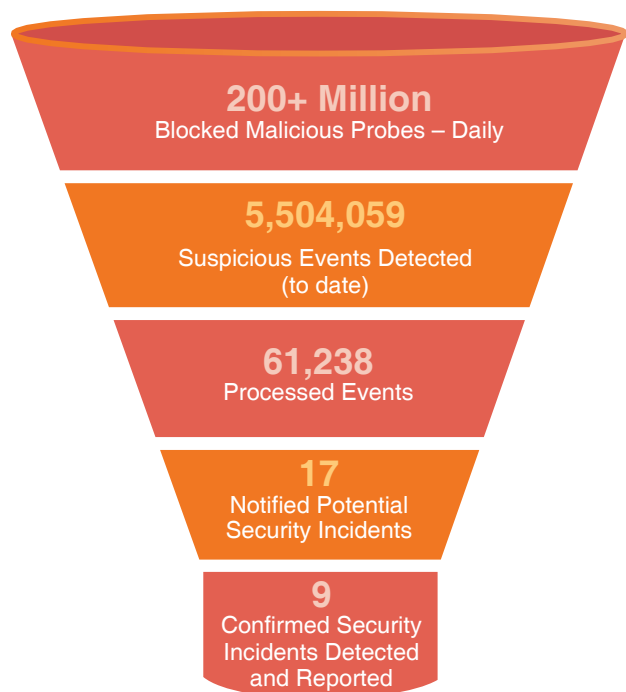 200+ Million
Blocked Malicious Probes – Daily
5,504,059
Suspicious Events Detected
(to date)
61,238
Processed Events
17
Notified Potential
Security Incidents
9
Confirmed Security
Incidents Detected
and Reported